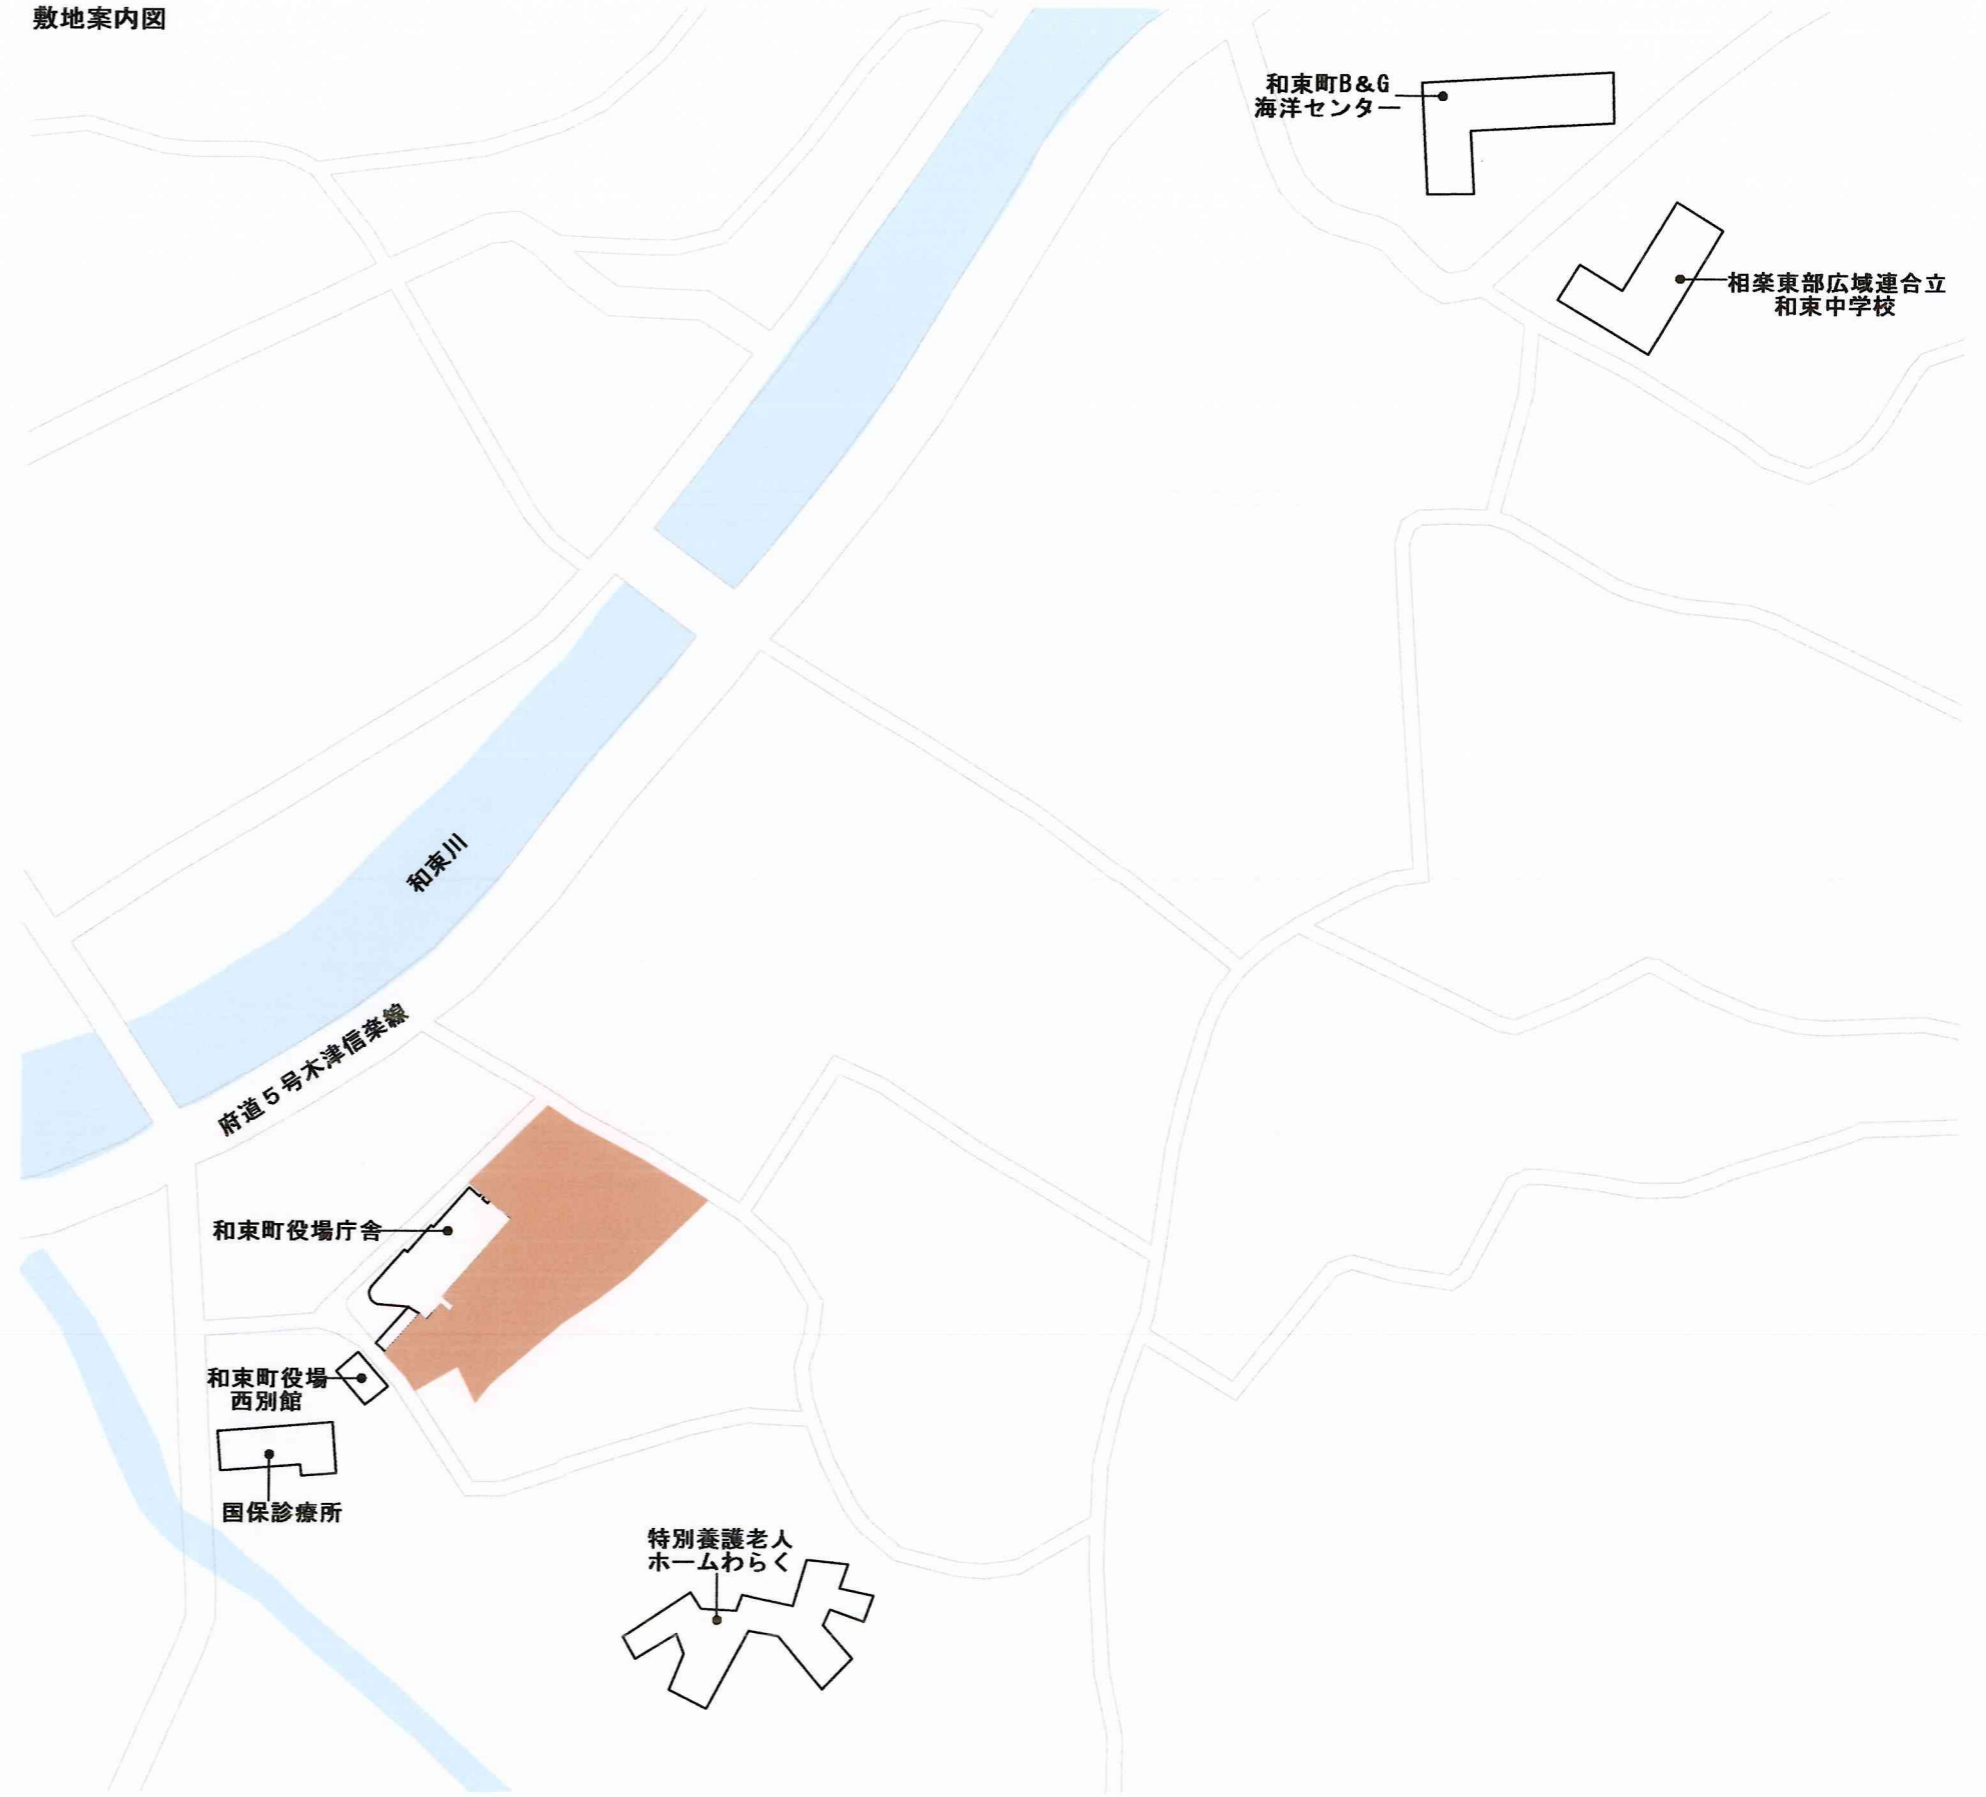 敷地案内図
和束町B&G
海洋センター
相楽東部広域連合立
和束中学校
和束川
府道5号木津信楽線
和束町役場庁舎
和束町役場
西別館
国保診療所
特別養護老人
ホームわらく